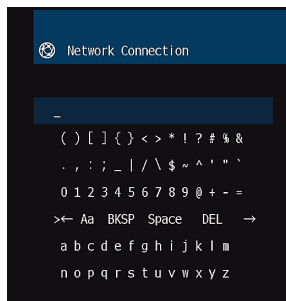 Network Connection
_
( ) [ ] { } < > * ! ? # % &
. , : ; _ | / \ $ ~ ^ ' " `
0 1 2 3 4 5 6 7 8 9 @ + - =
>← Aa BKSP Space DEL →
a b c d e f g h i j k l m
n o p q r s t u v w x y z